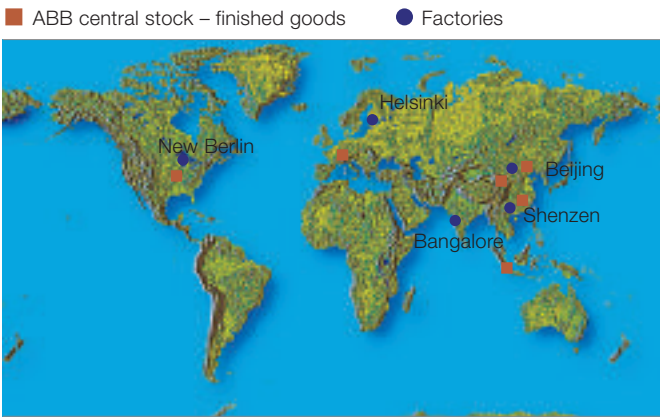 ABB central stock – finished goods Factories
Helsinki
New Berlin
Beijing
Shenzen
Bangalore